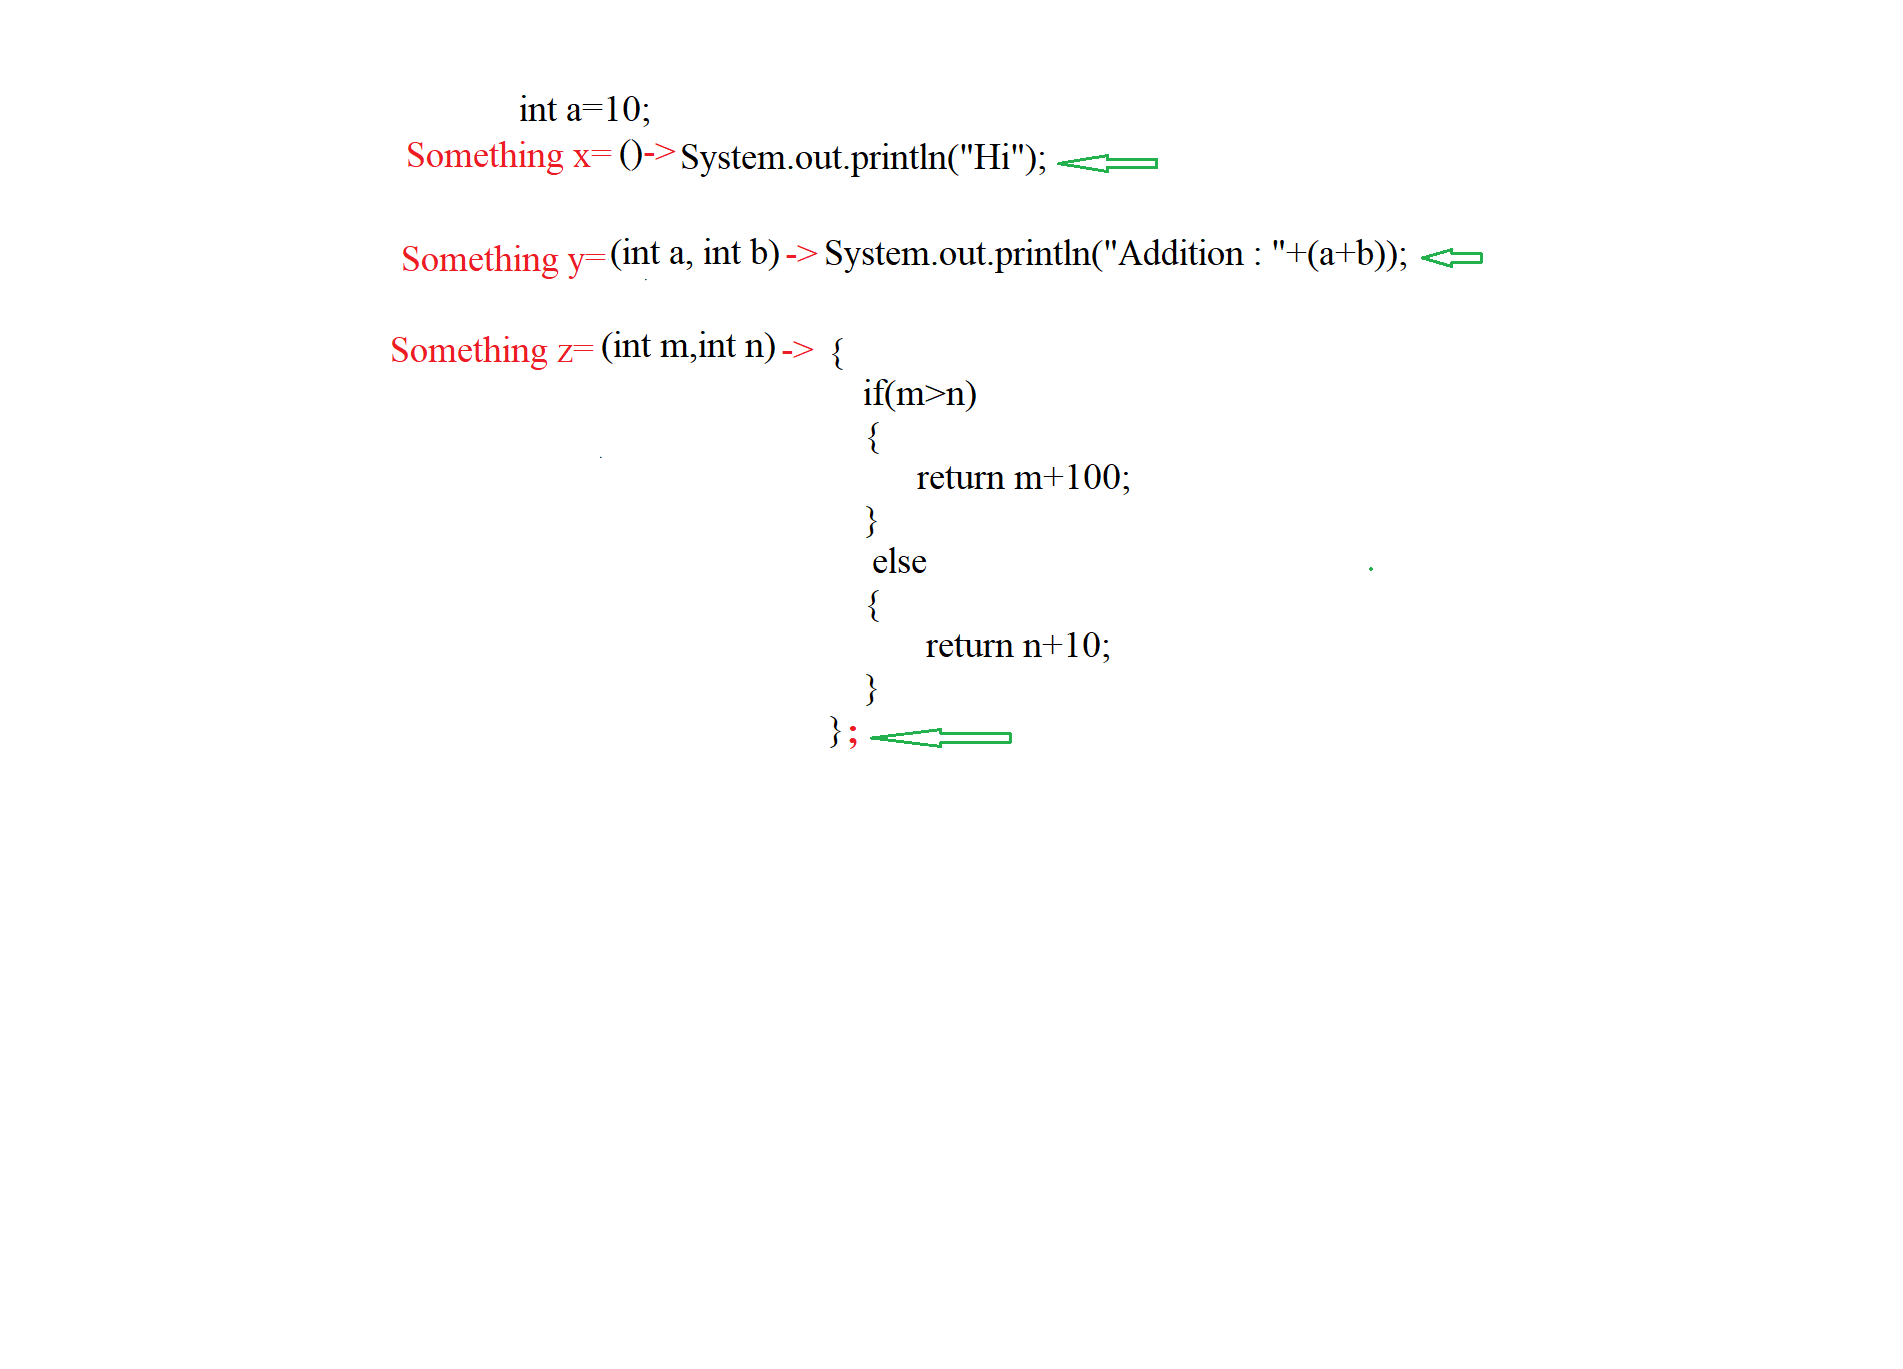 int a=10;
Something x= ()-> System.out.println("Hi");
Something y= (int a, int b) -> System.out.println("Addition : "+(a+b));
Something z= (int m,int n) -> {
if(m>n)
{
return m+100;
}
else
{
return n+10;
}
};